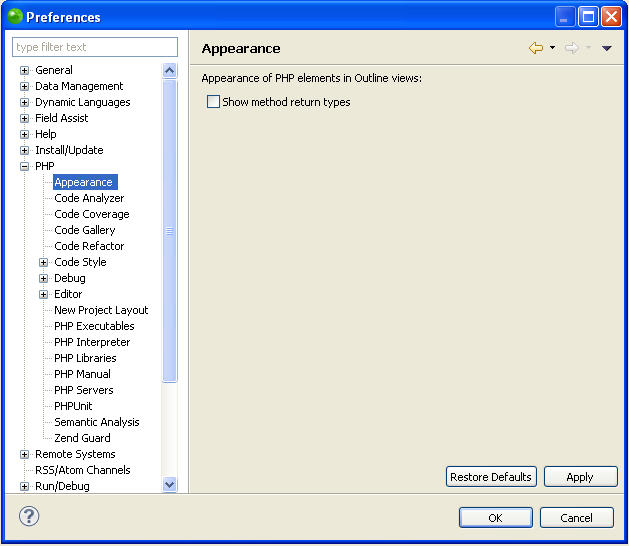 Preferences
type filter text
General
Data Management
Dynamic Languages
Field Assist
Help
Install/Update
PHP
Appearance
Code Analyzer
Code Coverage
Code Gallery
Code Refactor
Code Style
Debug
Editor
New Project Layout
PHP Executables
PHP Interpreter
PHP Libraries
PHP Manual
PHP Servers
PHPUnit
Semantic Analysis
Zend Guard
Remote Systems
RSS/Atom Channels
Run/Debug
Appearance
Appearance of PHP elements in Outline views:
Show method return types
Restore Defaults
Apply
?
OK
Cancel